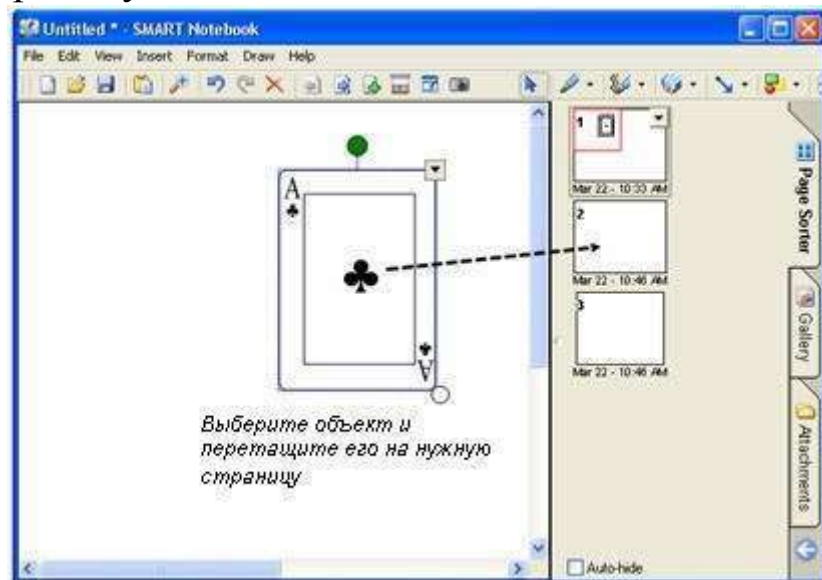 Untitled * - SMART Notebook
File Edit View Insert Format Draw Help
A
A
Выберите объект и
перетащите его на нужную
страницу
1
Mar 22 - 10:33 AM
2
Mar 22 - 10:46 AM
3
Mar 22 - 10:46 AM
Page Sorter
Gallery
Attachments
Auto-hide